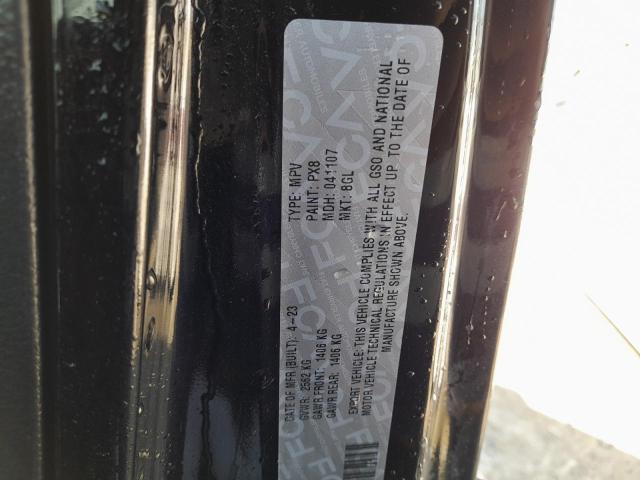 DATE OF MFR.(BUILT): 4-23 TYPE: MPV
GVWR: 2562 KG PAINT: PX8
GAWR.FRONT: 1406 KG MDH: 041107
GAWR.REAR: 1406 KG MKT: 8GL
EXPORT VEHICLE: THIS VEHICLE COMPLIES WITH ALL GSO AND NATIONAL
MOTOR VEHICLE TECHNICAL REGULATIONS IN EFFECT UP TO THE DATE OF
MANUFACTURE SHOWN ABOVE.